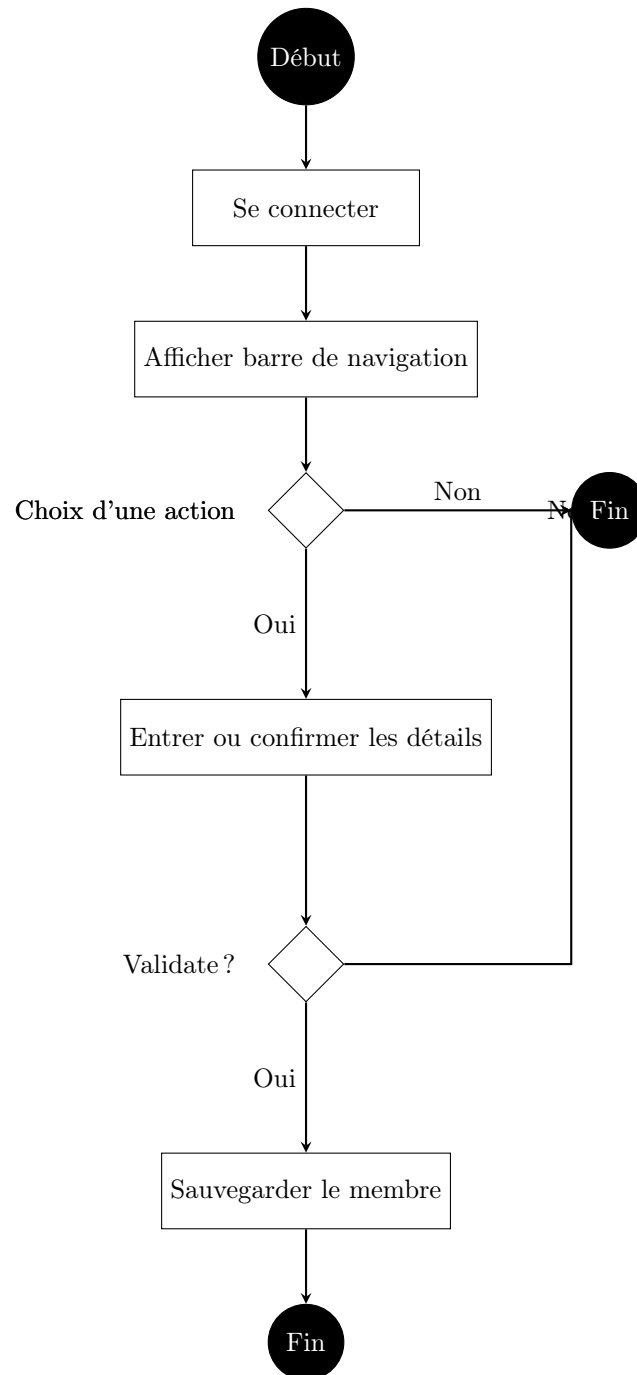 Début
Se connecter
Afficher barre de navigation
Choix d'une action
Non
Fin
Oui
Entrer ou confirmer les détails
Validate ?
Oui
Sauvegarder le membre
Fin